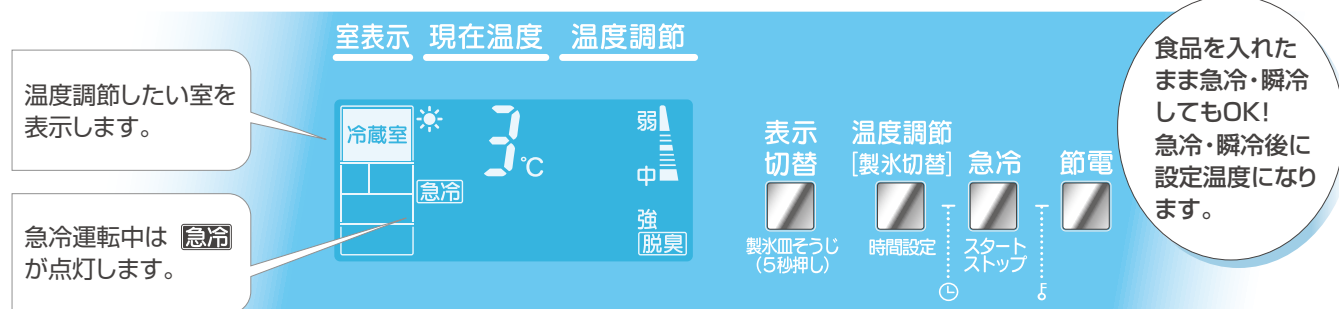 室表示 現在温度 温度調節
温度調節したい室を
表示します。
急冷運転中は 急冷
が点灯します。
冷蔵室
3℃
急冷
弱
中
強
脱臭
表示
切替
製氷皿そうじ
（5秒押し）
温度調節
[製氷切替]
時間設定
急冷
スタート
ストップ
節電
食品を入れた
まま急冷・瞬冷
してもOK!
急冷・瞬冷後に
設定温度になり
ます。